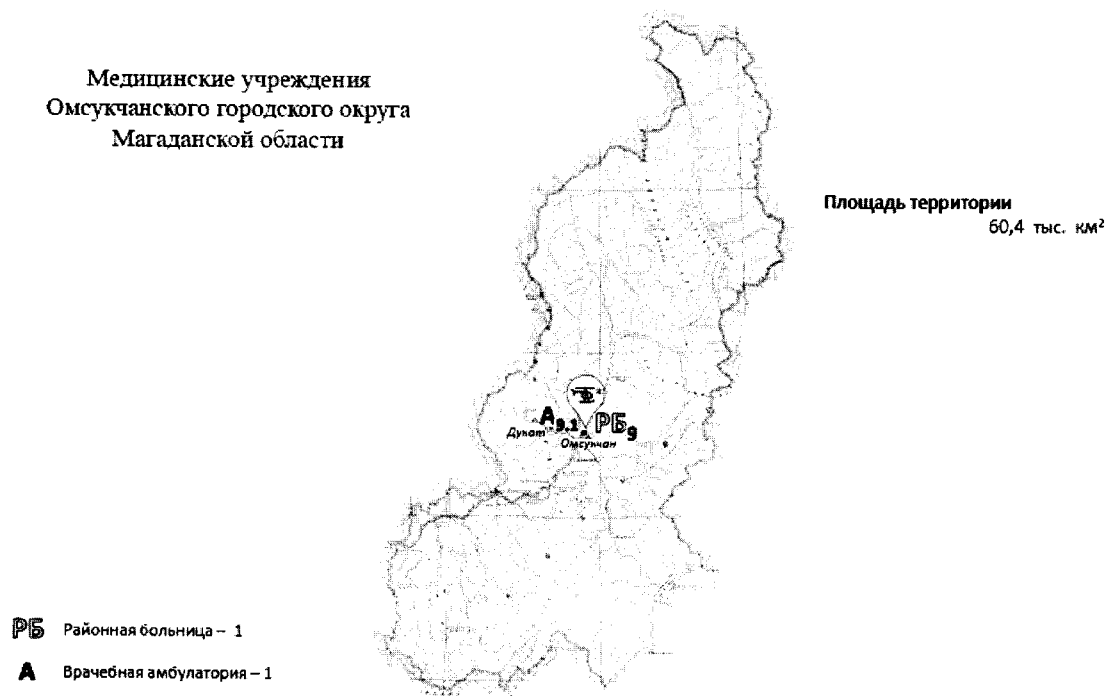 Медицинские учреждения
Омсукчанского городского округа
Магаданской области
Площадь территории
60,4 тыс. км²
А 9.1 РБ 9
Дукат
Омсукчан
РБ Районная больница – 1
А Врачебная амбулатория – 1